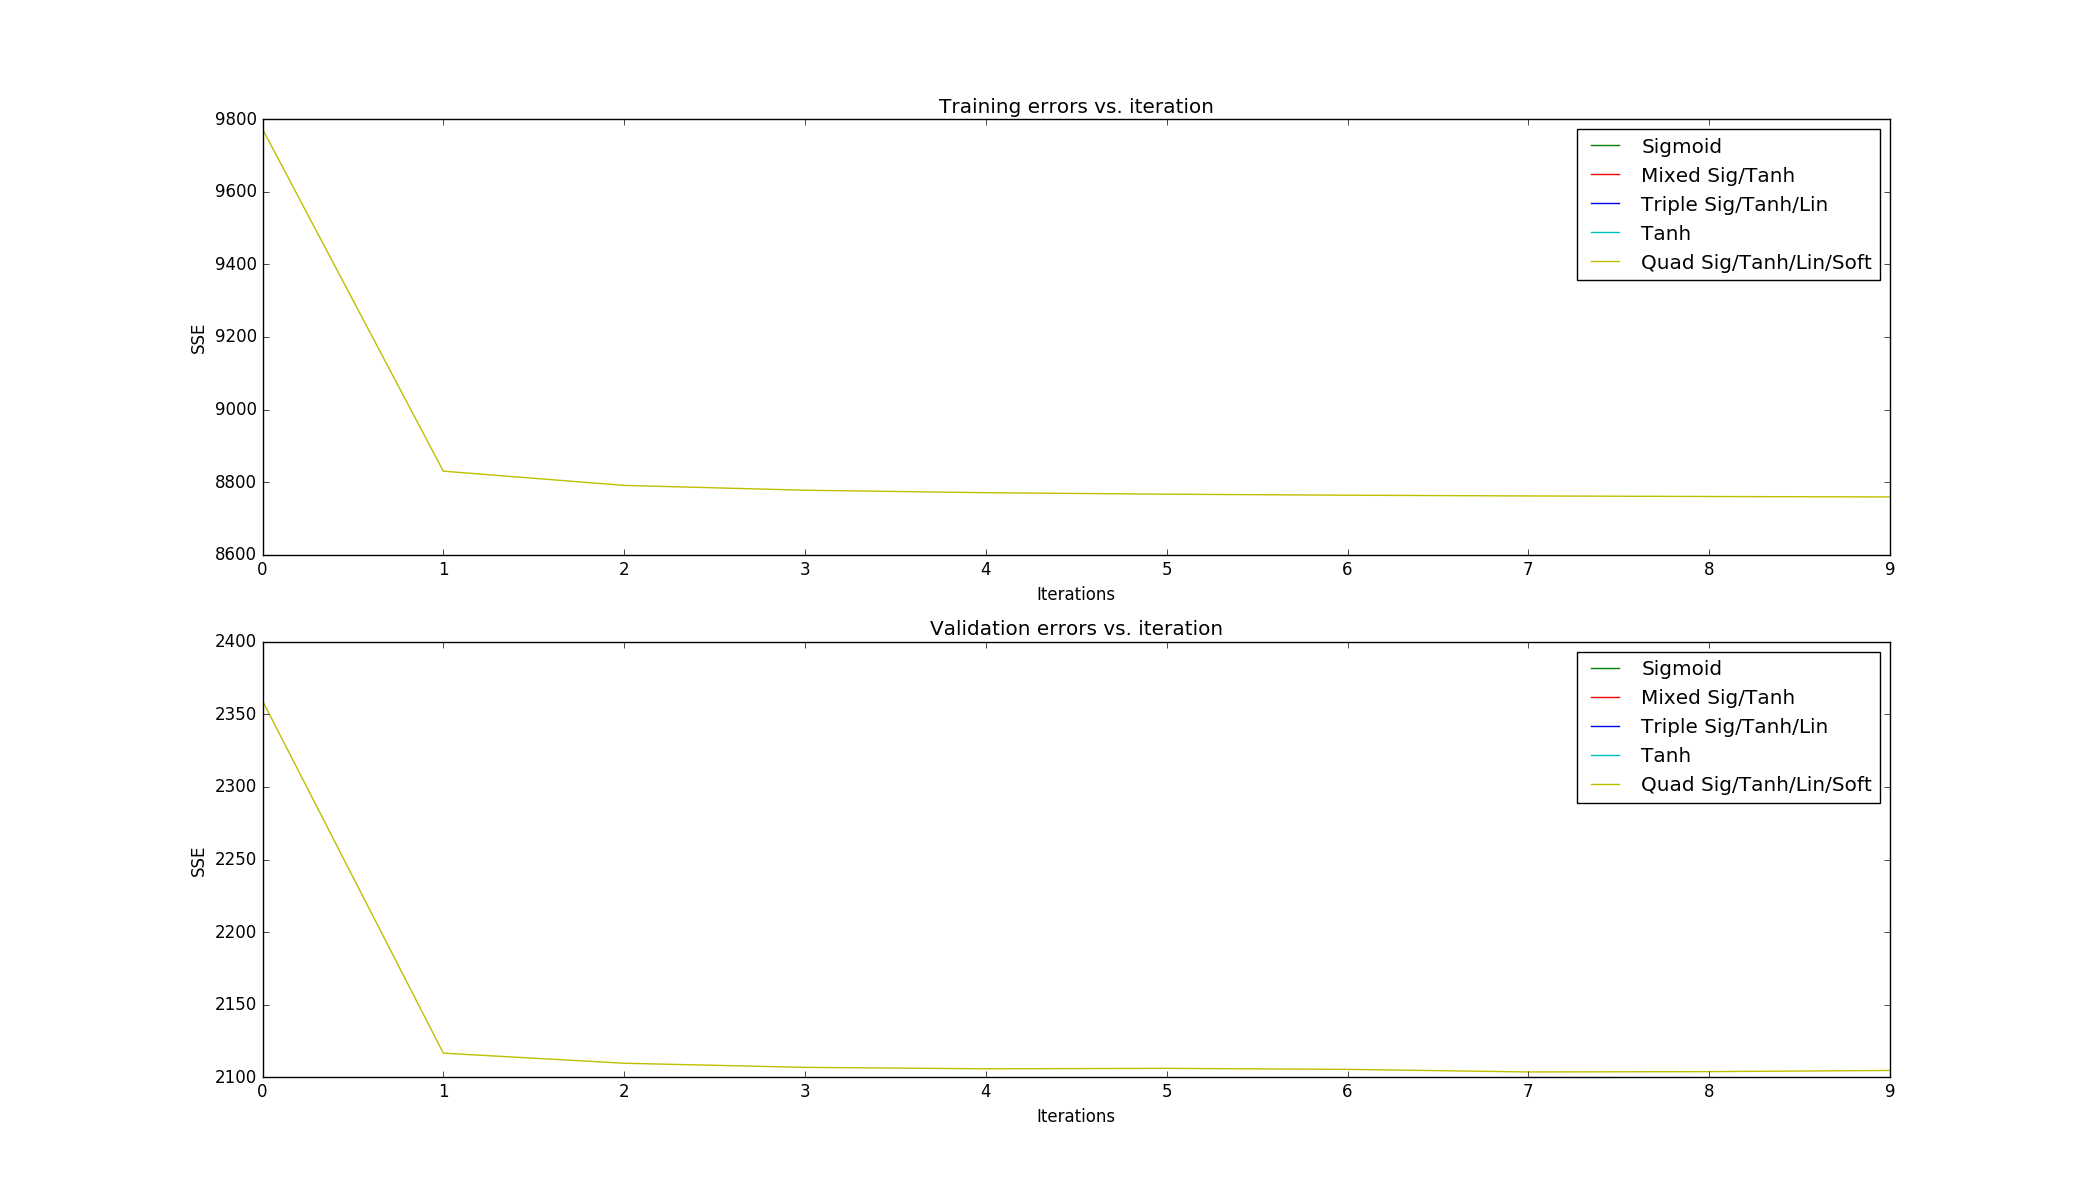 Training errors vs. iteration
9800
9600
9400
9200
9000
8800
8600
SSE
Sigmoid
Mixed Sig/Tanh
Triple Sig/Tanh/Lin
Tanh
Quad Sig/Tanh/Lin/Soft
0 1 2 3 4 5 6 7 8 9
Iterations
Validation errors vs. iteration
2400
2350
2300
2250
2200
2150
2100
SSE
Sigmoid
Mixed Sig/Tanh
Triple Sig/Tanh/Lin
Tanh
Quad Sig/Tanh/Lin/Soft
0 1 2 3 4 5 6 7 8 9
Iterations